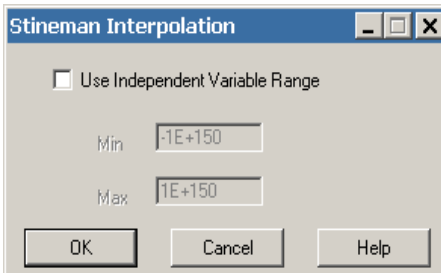 Stineman Interpolation
Use Independent Variable Range
Min -1E+150
Max 1E+150
OK Cancel Help